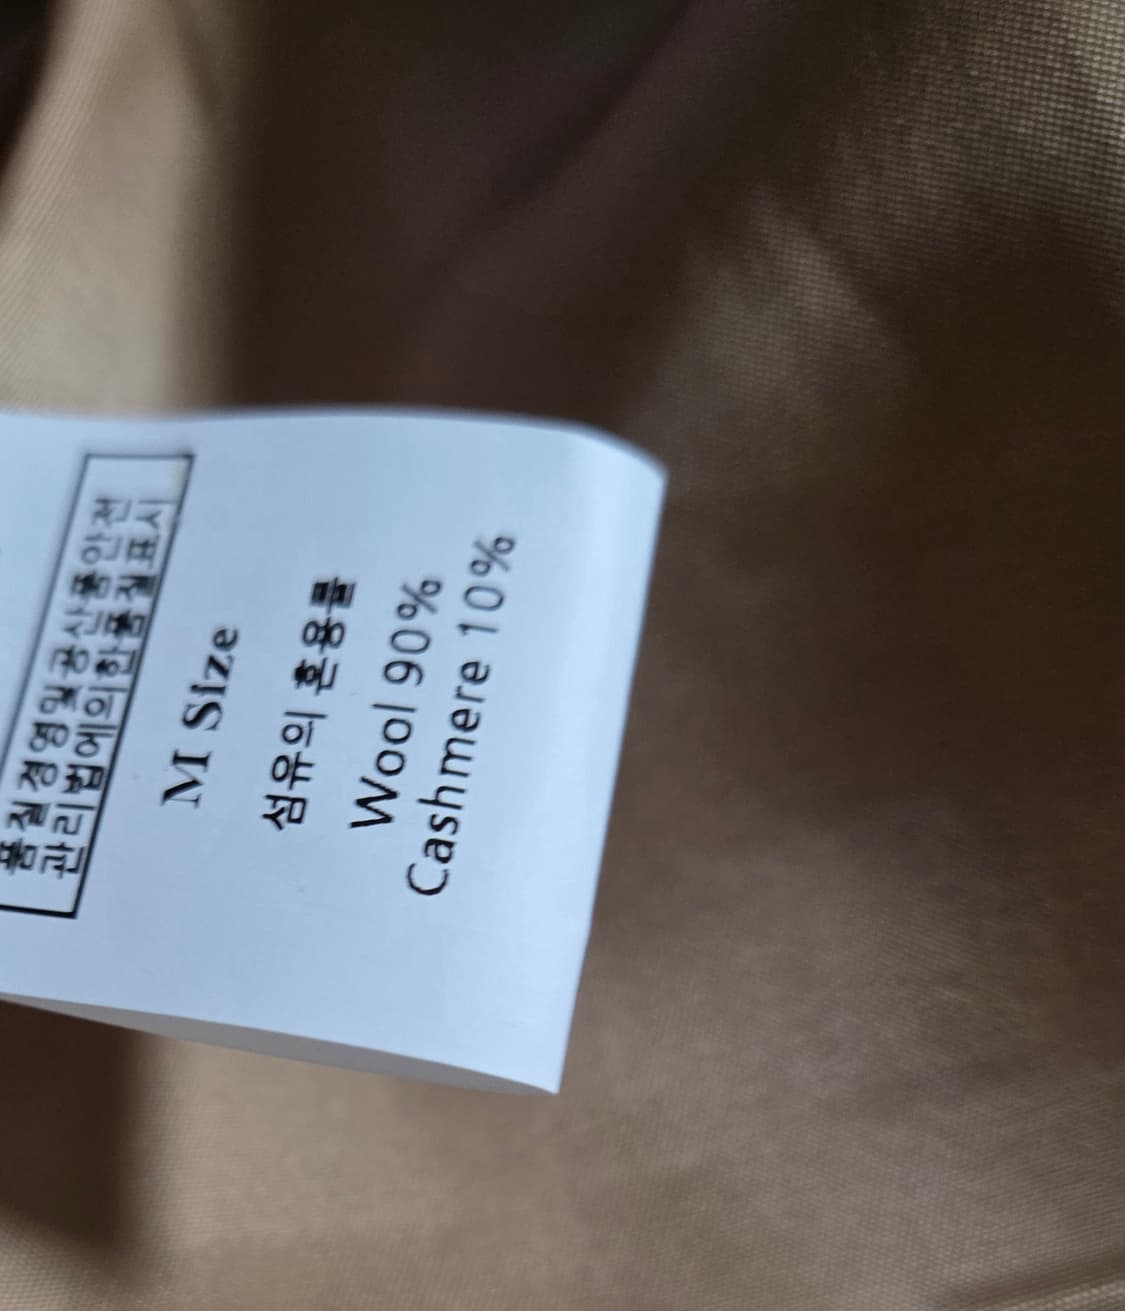 품질경영및공산품안전
관리법에의한품질표시
M Size
섬유의 혼용률
Wool 90%
Cashmere 10%